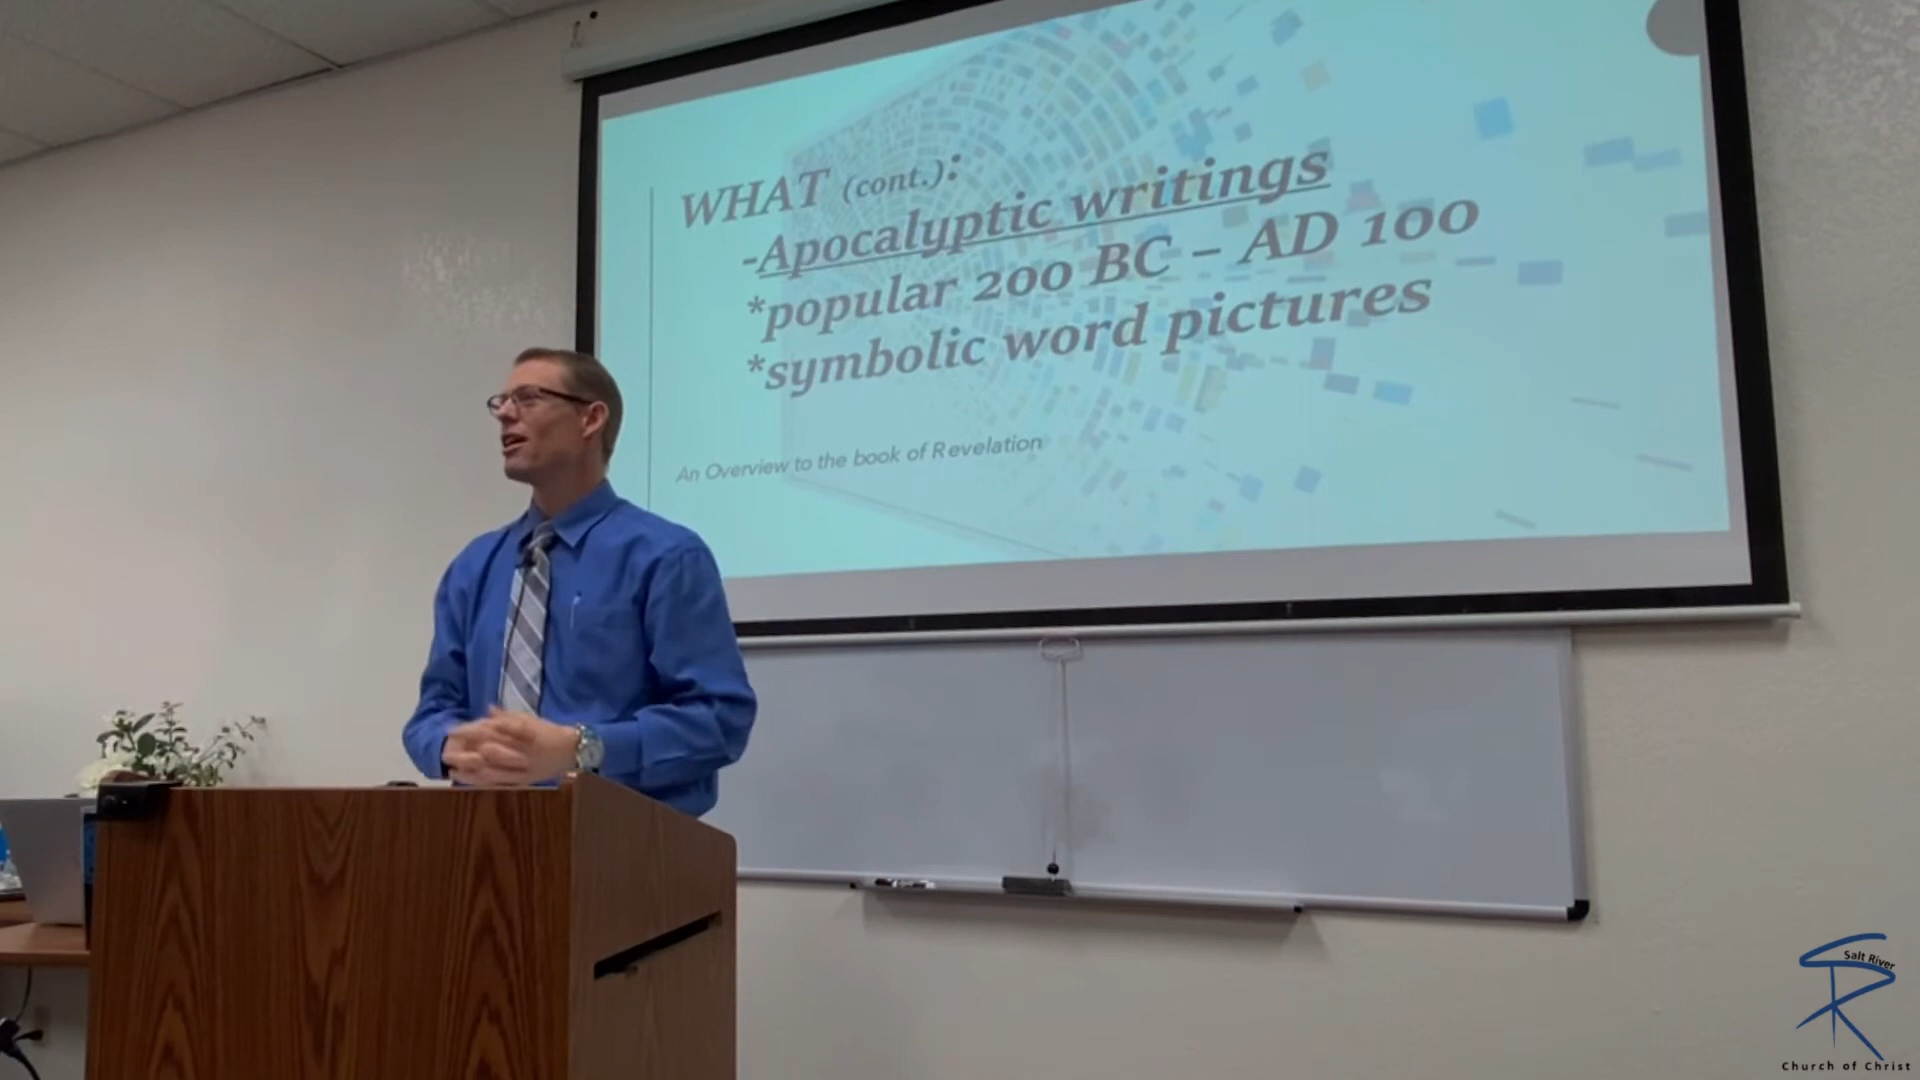 WHAT (cont.):
-Apocalyptic writings
*popular 200 BC – AD 100
*symbolic word pictures
An Overview to the book of Revelation
Salt River
Church of Christ